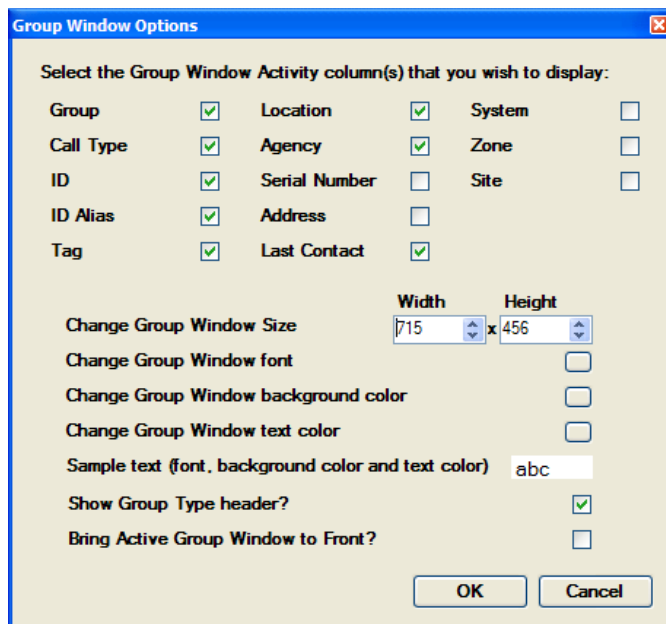 Group Window Options
Select the Group Window Activity column(s) that you wish to display:
Group Location System
Call Type Agency Zone
ID Serial Number Site
ID Alias Address
Tag Last Contact
Width Height
Change Group Window Size 715 x 456
Change Group Window font
Change Group Window background color
Change Group Window text color
Sample text (font, background color and text color) abc
Show Group Type header?
Bring Active Group Window to Front?
OK Cancel